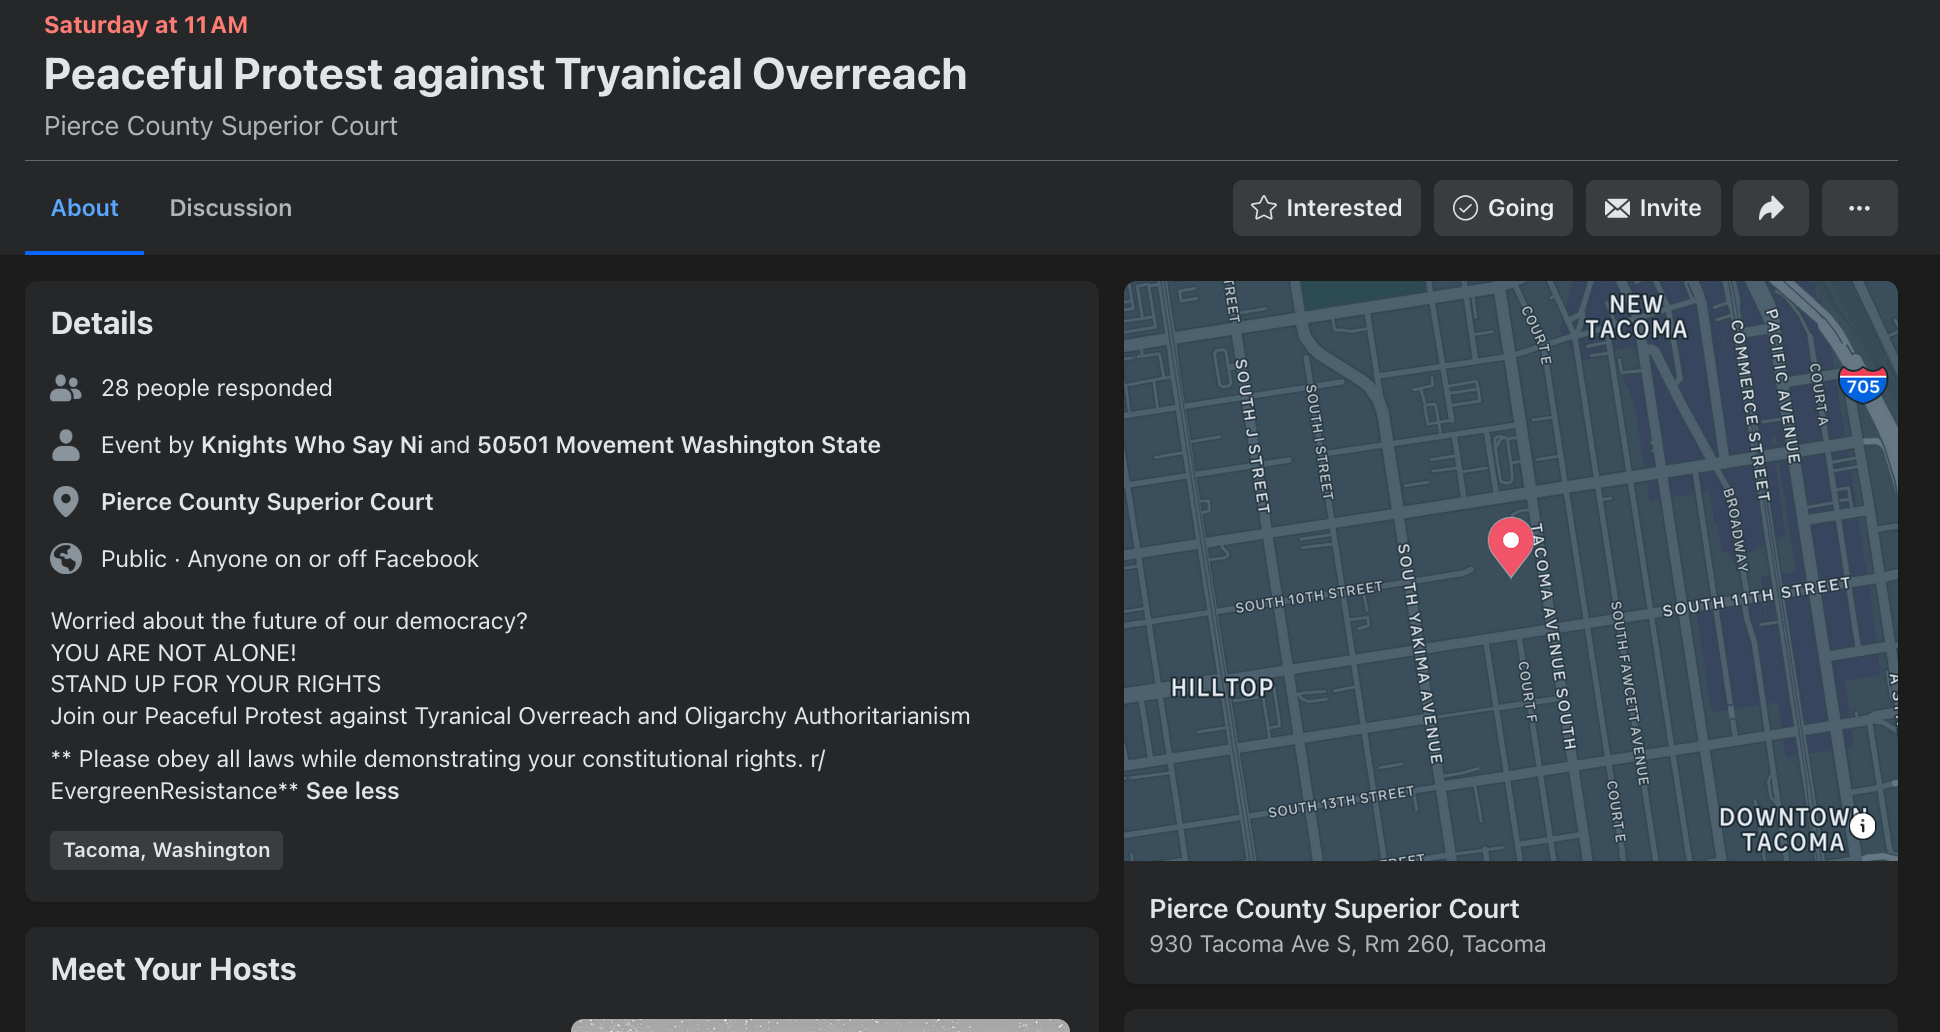 Saturday at 11 AM
Peaceful Protest against Tryanical Overreach
Pierce County Superior Court
About
Discussion
Interested
Going
Invite
Details
28 people responded
Event by Knights Who Say Ni and 50501 Movement Washington State
Pierce County Superior Court
Public · Anyone on or off Facebook
Worried about the future of our democracy?
YOU ARE NOT ALONE!
STAND UP FOR YOUR RIGHTS
Join our Peaceful Protest against Tyranical Overreach and Oligarchy Authoritarianism
** Please obey all laws while demonstrating your constitutional rights. r/
EvergreenResistance** See less
Tacoma, Washington
Meet Your Hosts
NEW
TACOMA
COURT E
SOUTH J STREET
SOUTH I STREET
COMMERCE STREET
PACIFIC AVENUE
COURT A
705
BROADWAY
TACOMA AVENUE SOUTH
SOUTH YAKIMA AVENUE
SOUTH 10TH STREET
SOUTH 11TH STREET
SOUTH FAWCETT AVENUE
HILLTOP
COURT F
SOUTH 13TH STREET
COURT E
DOWNTOWN
TACOMA
Pierce County Superior Court
930 Tacoma Ave S, Rm 260, Tacoma